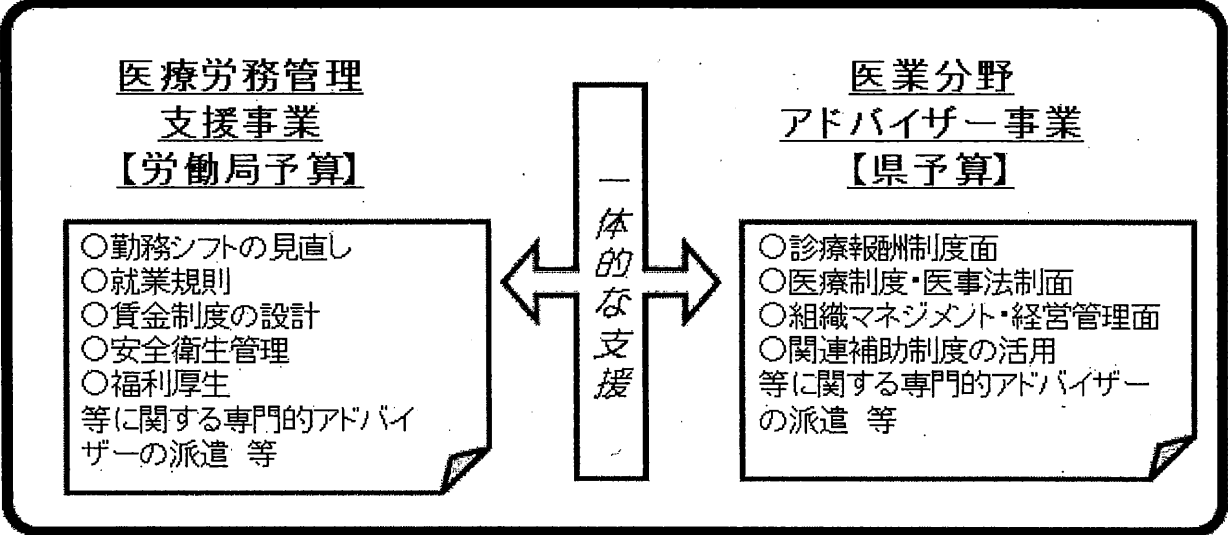 医療労務管理
支援事業
【労働局予算】
○勤務シフトの見直し
○就業規則
○賃金制度の設計
○安全衛生管理
○福利厚生
等に関する専門的アドバイ
ザーの派遣 等
一体的な支援
医業分野
アドバイザー事業
【県予算】
○診療報酬制度面
○医療制度・医事法制面
○組織マネジメント・経営管理面
○関連補助制度の活用
等に関する専門的アドバイザー
の派遣 等